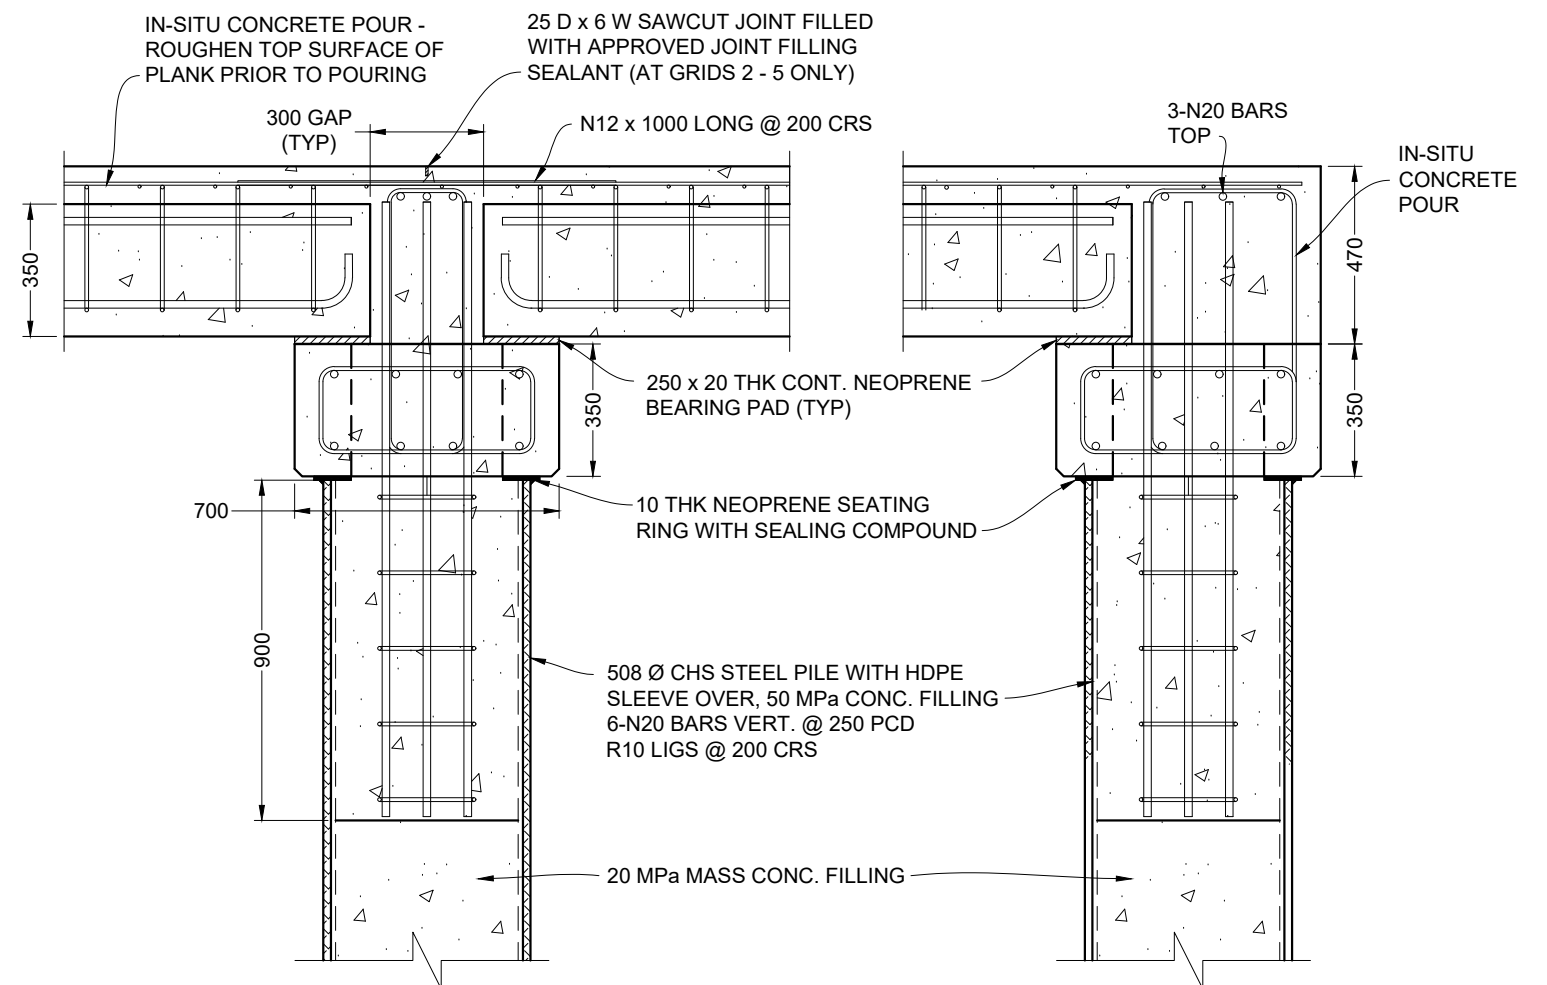 IN-SITU CONCRETE POUR -
ROUGHEN TOP SURFACE OF
PLANK PRIOR TO POURING
25 D x 6 W SAWCUT JOINT FILLED
WITH APPROVED JOINT FILLING
SEALANT (AT GRIDS 2 - 5 ONLY)
300 GAP
(TYP)
N12 x 1000 LONG @ 200 CRS
3-N20 BARS
TOP
IN-SITU
CONCRETE
POUR
350
470
250 x 20 THK CONT. NEOPRENE
BEARING PAD (TYP)
350
350
700
10 THK NEOPRENE SEATING
RING WITH SEALING COMPOUND
900
508 Ø CHS STEEL PILE WITH HDPE
SLEEVE OVER, 50 MPa CONC. FILLING
6-N20 BARS VERT. @ 250 PCD
R10 LIGS @ 200 CRS
20 MPa MASS CONC. FILLING